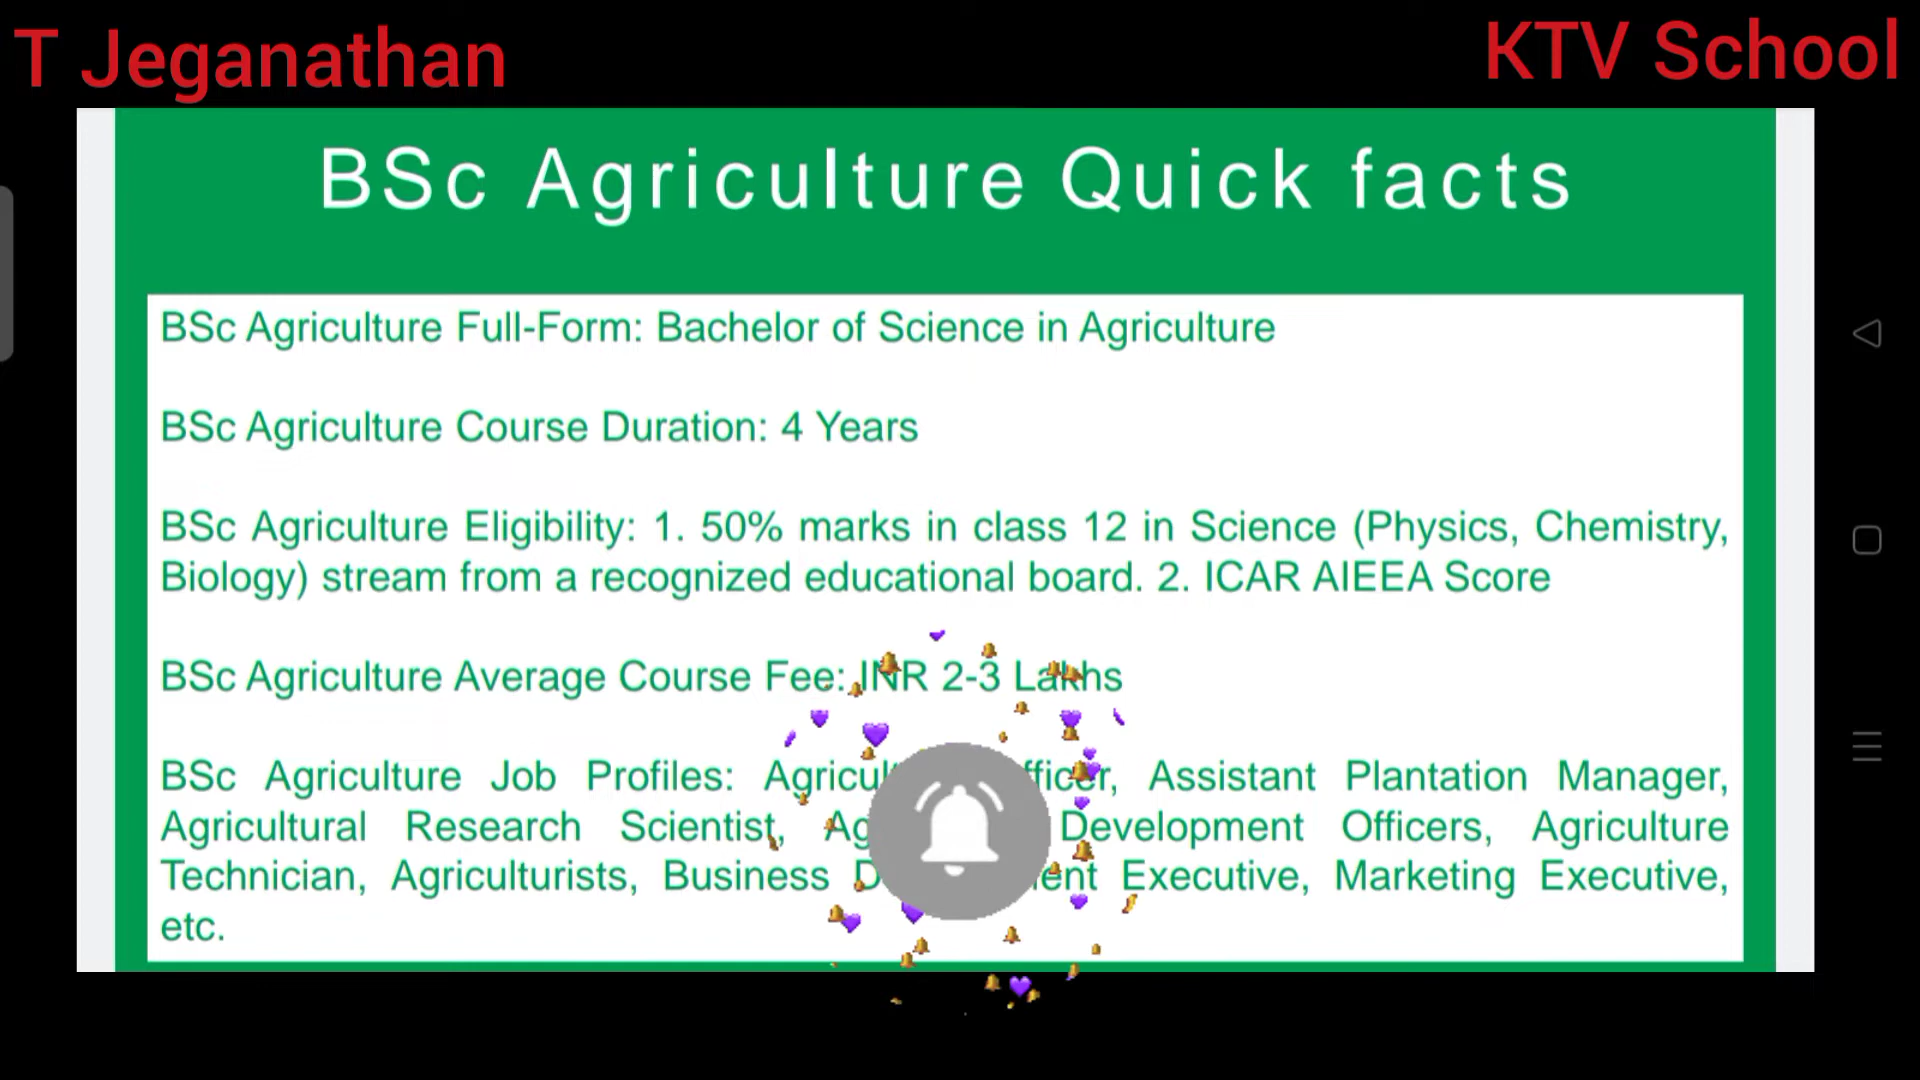 T Jeganathan
KTV School
BSc Agriculture Quick facts
BSc Agriculture Full-Form: Bachelor of Science in Agriculture
BSc Agriculture Course Duration: 4 Years
BSc Agriculture Eligibility: 1. 50% marks in class 12 in Science (Physics, Chemistry,
Biology) stream from a recognized educational board. 2. ICAR AIEEA Score
BSc Agriculture Average Course Fee: INR 2-3 Lakhs
BSc Agriculture Job Profiles: Assistant Plantation Manager,
Agricultural Research Scientist, Development Officers, Agriculture
Technician, Agriculturists, Business Executive, Marketing Executive,
etc.